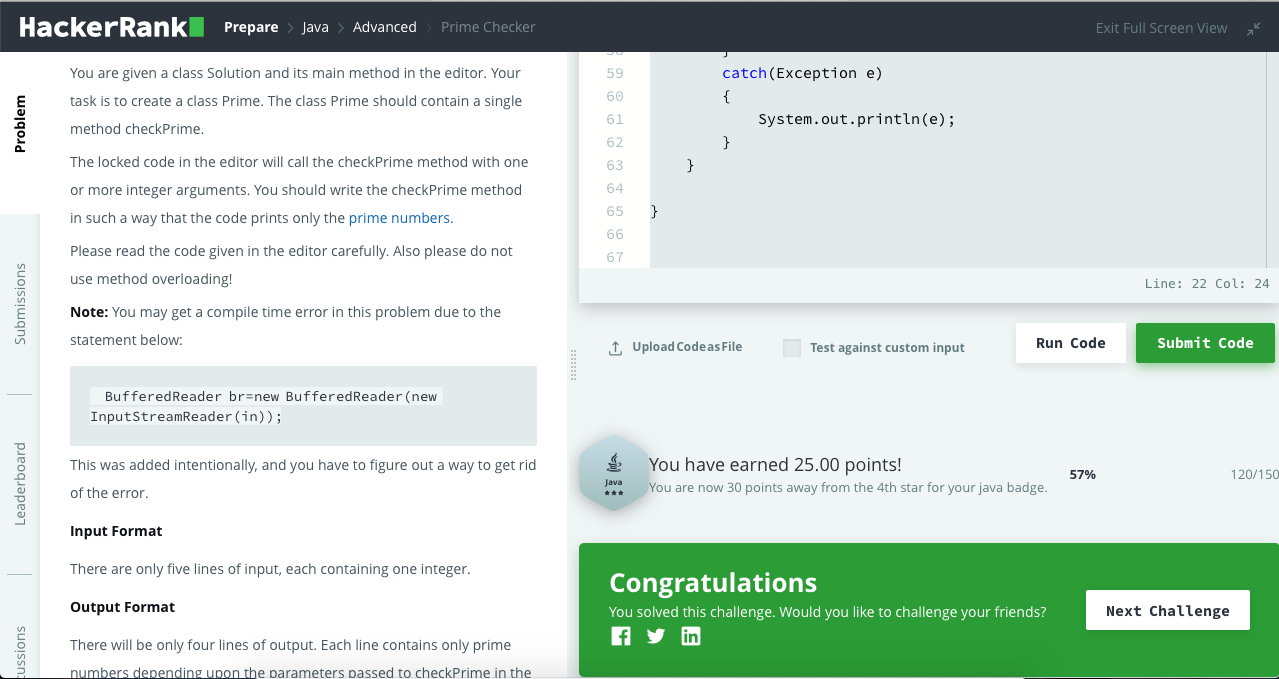 HackerRank Prepare Java Advanced Prime Checker Exit Full Screen View
Problem
Submissions
Leaderboard
You are given a class Solution and its main method in the editor. Your
task is to create a class Prime. The class Prime should contain a single
method checkPrime.
The locked code in the editor will call the checkPrime method with one
or more integer arguments. You should write the checkPrime method
in such a way that the code prints only the prime numbers.
Please read the code given in the editor carefully. Also please do not
use method overloading!
Note: You may get a compile time error in this problem due to the
statement below:
BufferedReader br=new BufferedReader(new
InputStreamReader(in));
This was added intentionally, and you have to figure out a way to get rid
of the error.
Input Format
There are only five lines of input, each containing one integer.
Output Format
There will be only four lines of output. Each line contains only prime
numbers depending upon the parameters passed to checkPrime in the
58 }
59 catch(Exception e)
60 {
61 System.out.println(e);
62 }
63 }
64
65 }
66
67
Line: 22 Col: 24
Upload Code as File
Test against custom input
Run Code
Submit Code
Java
You have earned 25.00 points!
You are now 30 points away from the 4th star for your java badge.
57%
120/150
Congratulations
You solved this challenge. Would you like to challenge your friends?
Next Challenge